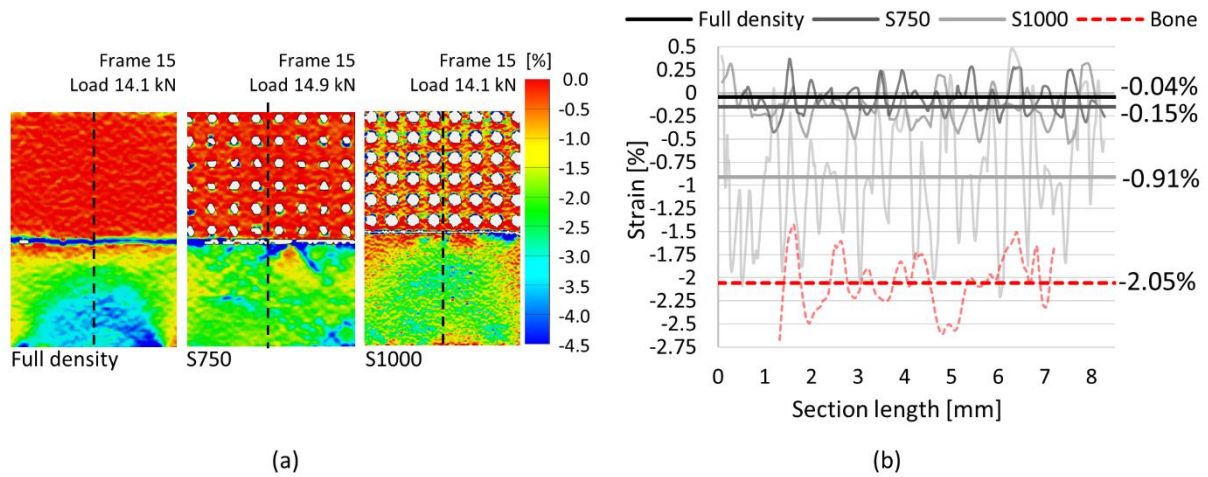 Frame 15
Load 14.1 kN
Frame 15
Load 14.9 kN
Frame 15
Load 14.1 kN
[%]
0.0
-0.5
-1.0
-1.5
-2.0
-2.5
-3.0
-3.5
-4.0
-4.5
Full density
S750
S1000
(a)
Full density S750 S1000 Bone
Strain [%]
0.5
0.25
0
-0.25
-0.5
-0.75
-1
-1.25
-1.5
-1.75
-2
-2.25
-2.5
-2.75
-0.04%
-0.15%
-0.91%
-2.05%
0 1 2 3 4 5 6 7 8
Section length [mm]
(b)